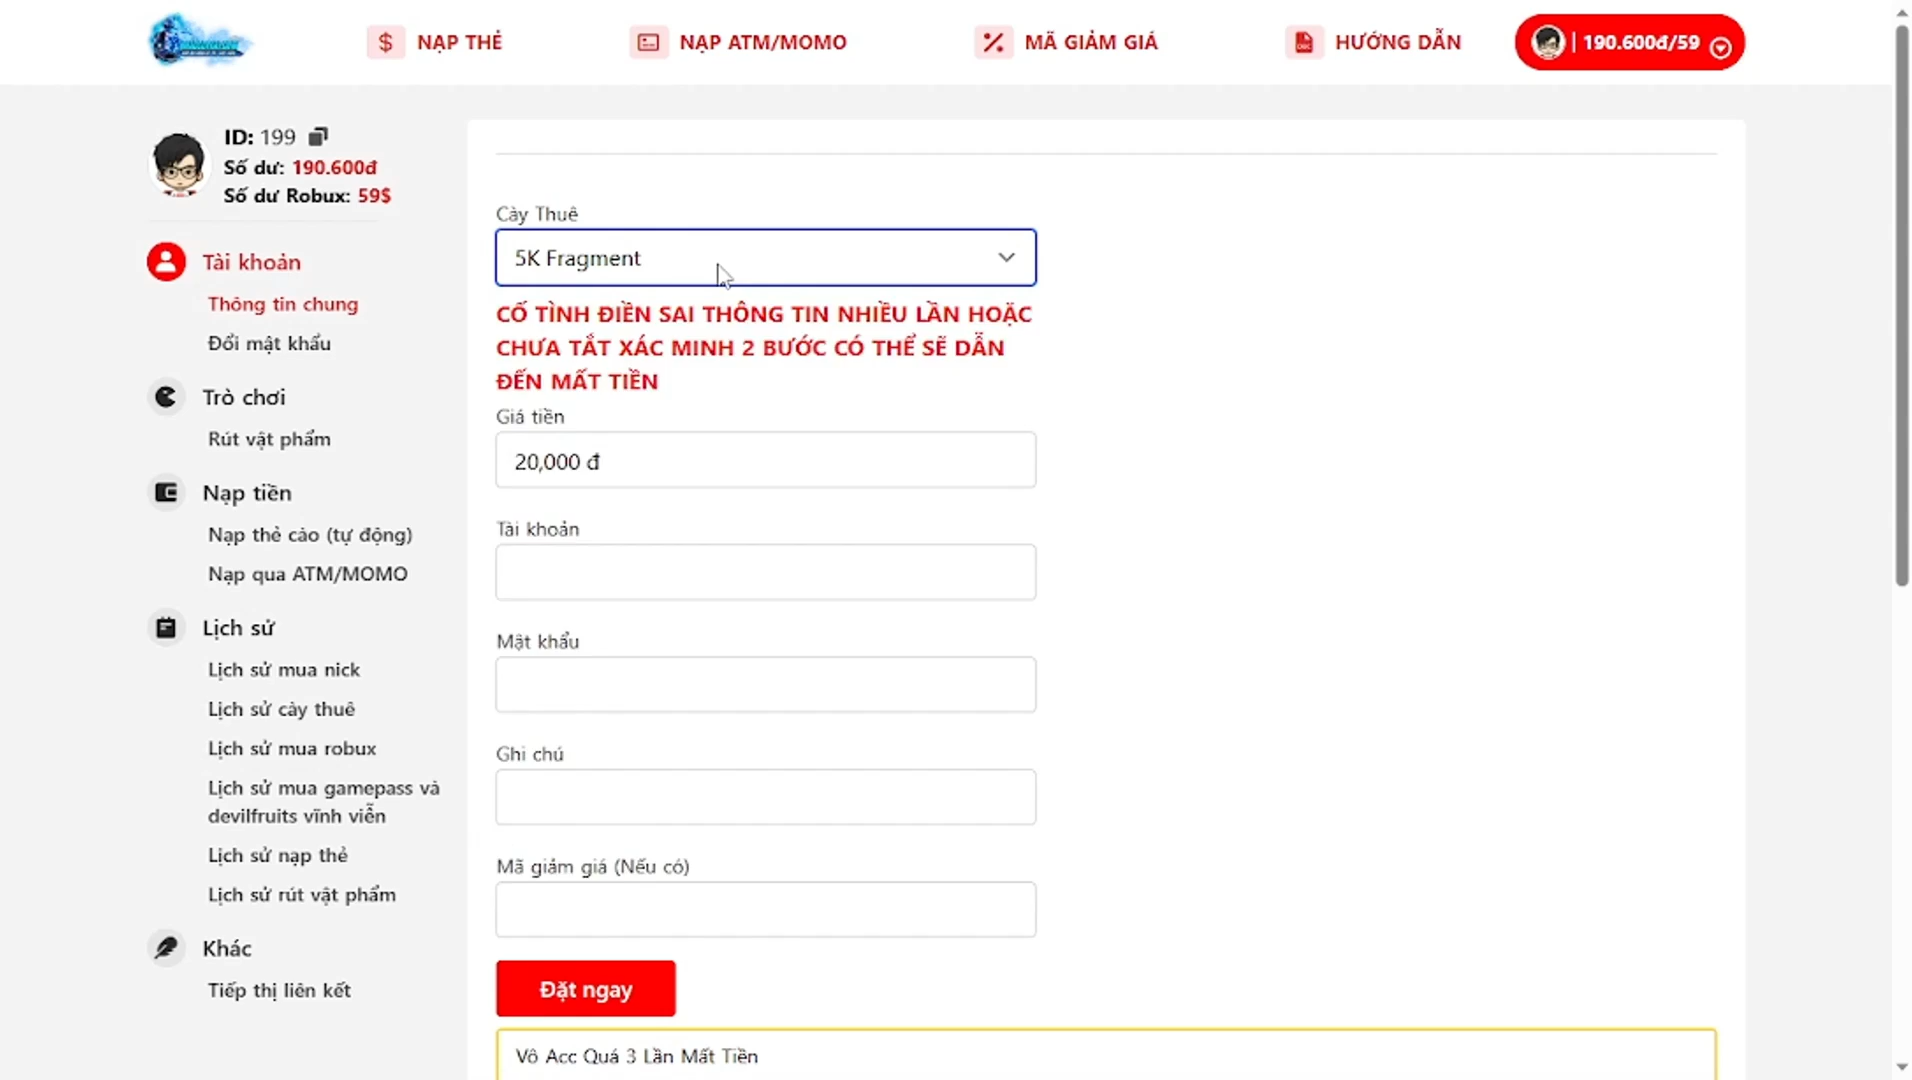 NẠP THẺ
NẠP ATM/MOMO
MÃ GIẢM GIÁ
HƯỚNG DẪN
| 190.600đ/59
ID: 199
Số dư: 190.600đ
Số dư Robux: 59$
Tài khoản
Thông tin chung
Đổi mật khẩu
Trò chơi
Rút vật phẩm
Nạp tiền
Nạp thẻ cào (tự động)
Nạp qua ATM/MOMO
Lịch sử
Lịch sử mua nick
Lịch sử cày thuê
Lịch sử mua robux
Lịch sử mua gamepass và
devilfruits vĩnh viễn
Lịch sử nạp thẻ
Lịch sử rút vật phẩm
Khác
Tiếp thị liên kết
Cày Thuê
5K Fragment
CỐ TÌNH ĐIỀN SAI THÔNG TIN NHIỀU LẦN HOẶC
CHƯA TẮT XÁC MINH 2 BƯỚC CÓ THỂ SẼ DẪN
ĐẾN MẤT TIỀN
Giá tiền
20,000 đ
Tài khoản
Mật khẩu
Ghi chú
Mã giảm giá (Nếu có)
Đặt ngay
Vô Acc Quá 3 Lần Mất Tiền